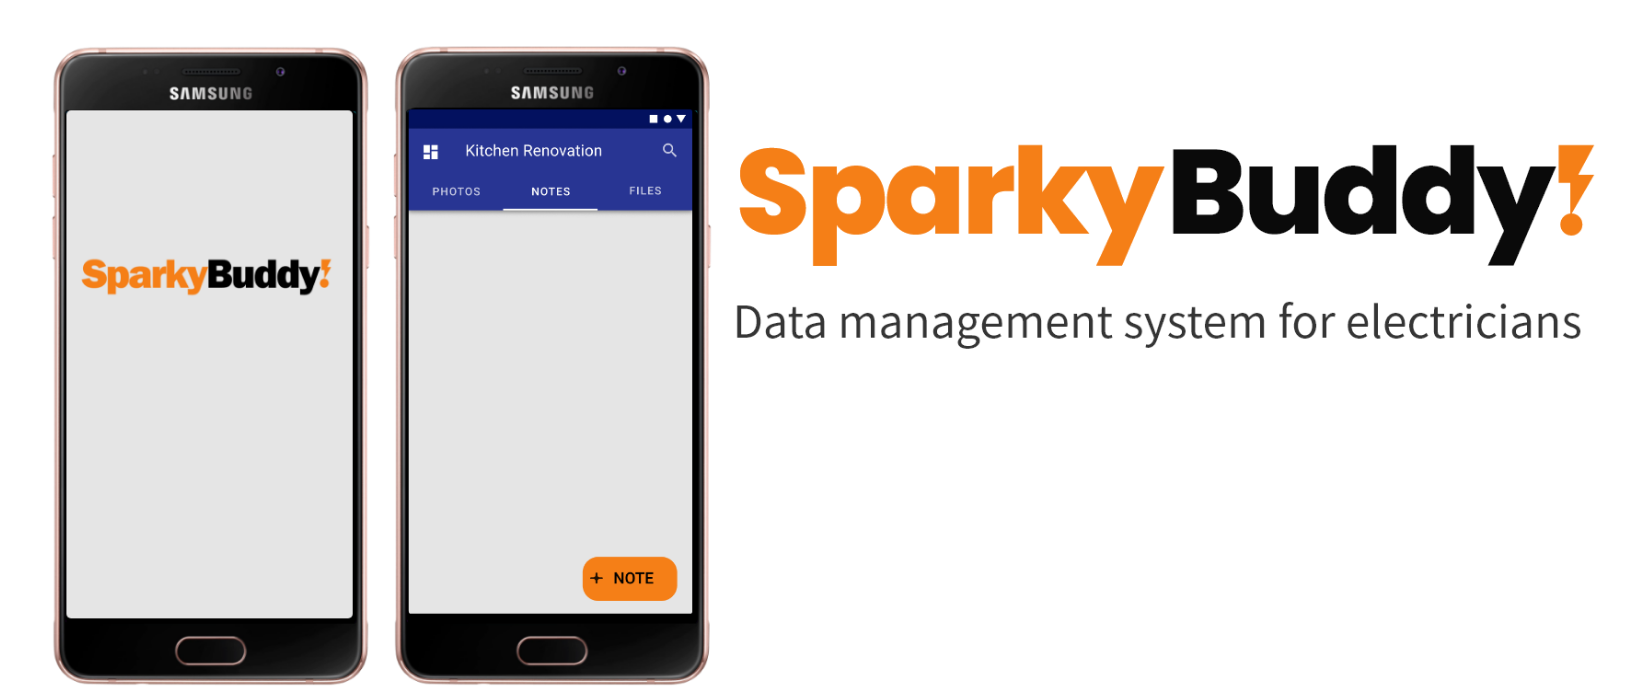 SAMSUNG
SparkyBuddy!
SAMSUNG
Kitchen Renovation
PHOTOS NOTES FILES
+ NOTE
SparkyBuddy!
Data management system for electricians